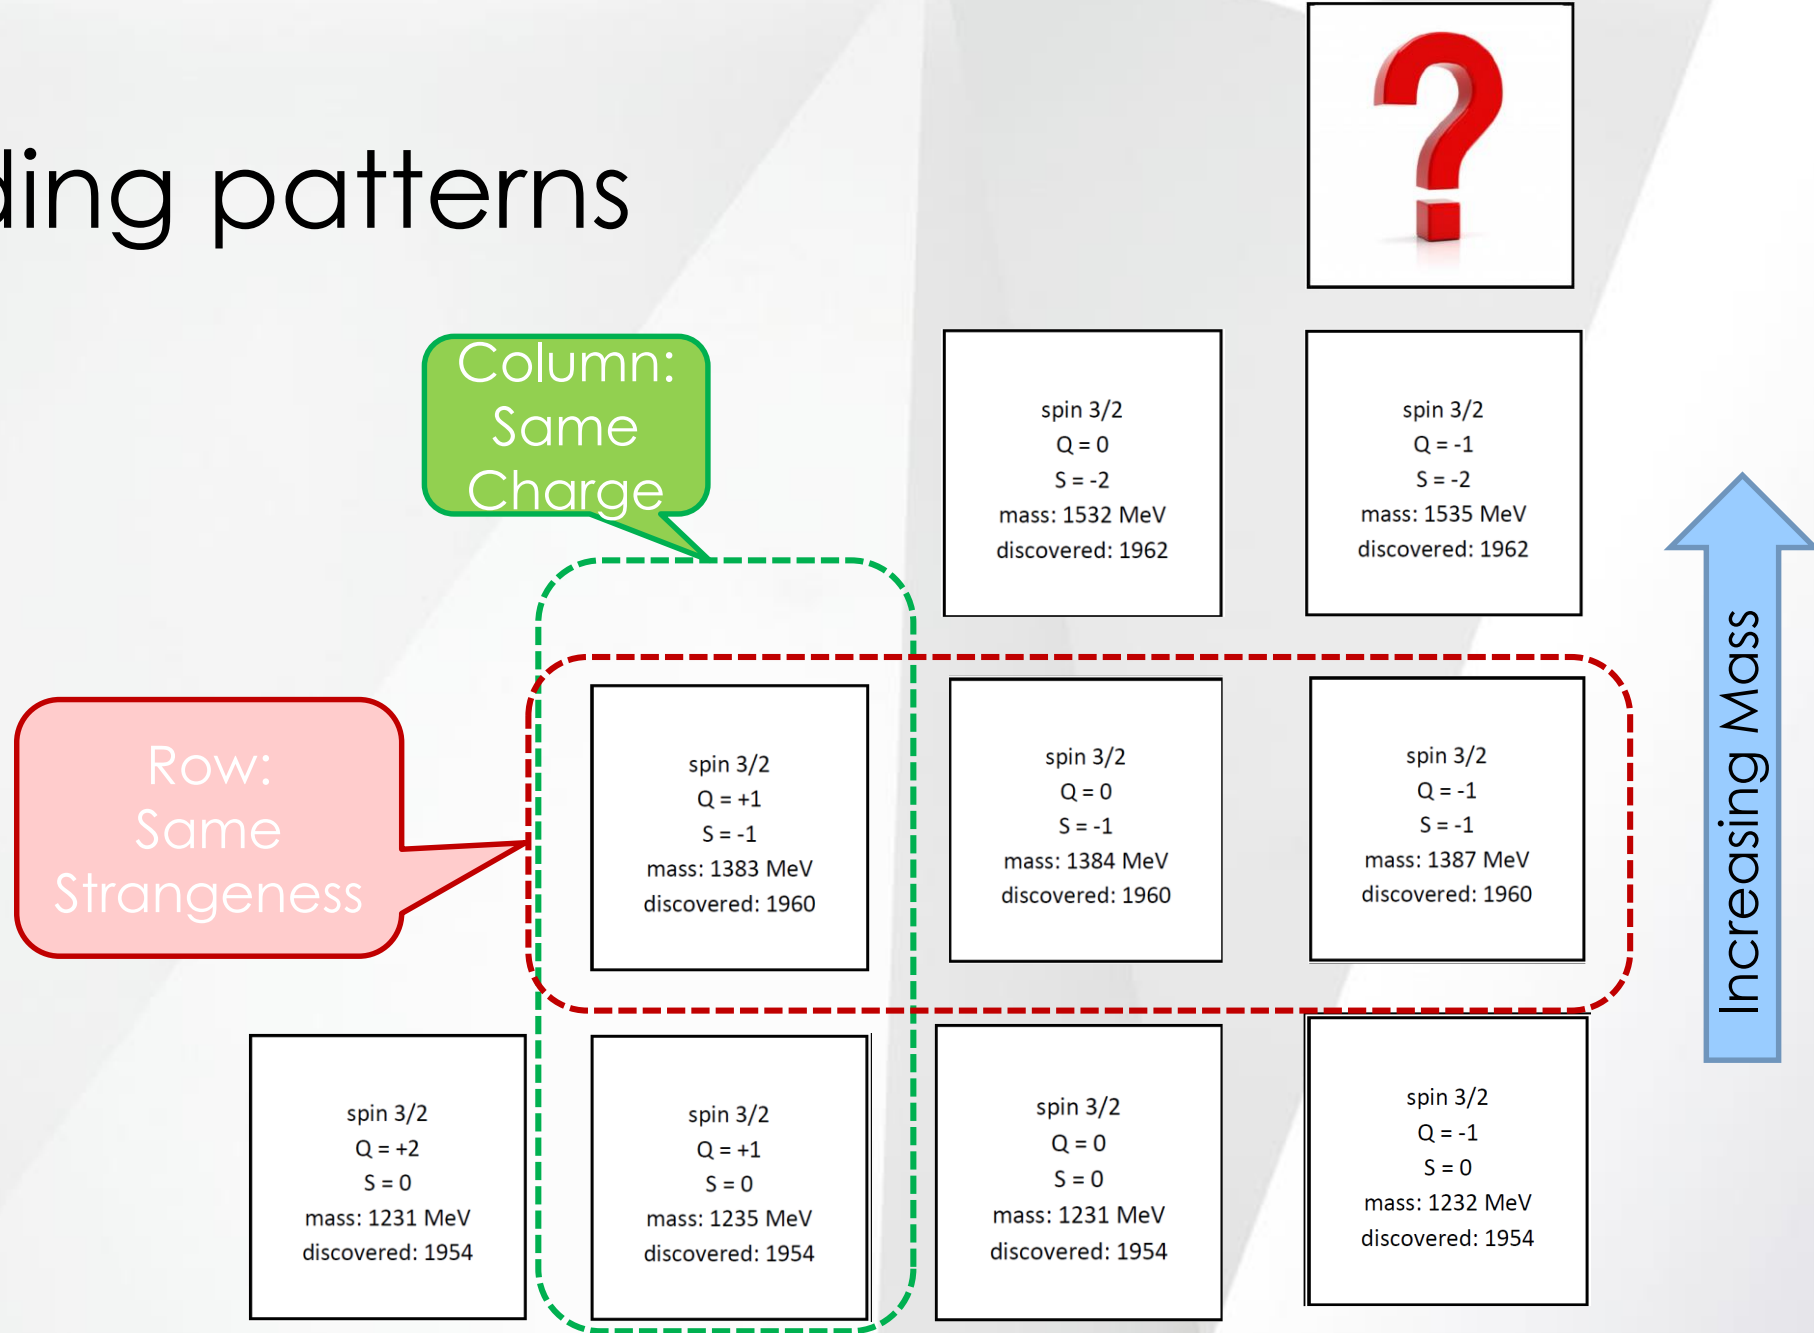 ding patterns
Column:
Same
Charge
spin 3/2
Q = 0
S = -2
mass: 1532 MeV
discovered: 1962
spin 3/2
Q = -1
S = -2
mass: 1535 MeV
discovered: 1962
Row:
Same
Strangeness
spin 3/2
Q = +1
S = -1
mass: 1383 MeV
discovered: 1960
spin 3/2
Q = 0
S = -1
mass: 1384 MeV
discovered: 1960
spin 3/2
Q = -1
S = -1
mass: 1387 MeV
discovered: 1960
Increasing Mass
spin 3/2
Q = +2
S = 0
mass: 1231 MeV
discovered: 1954
spin 3/2
Q = +1
S = 0
mass: 1235 MeV
discovered: 1954
spin 3/2
Q = 0
S = 0
mass: 1231 MeV
discovered: 1954
spin 3/2
Q = -1
S = 0
mass: 1232 MeV
discovered: 1954